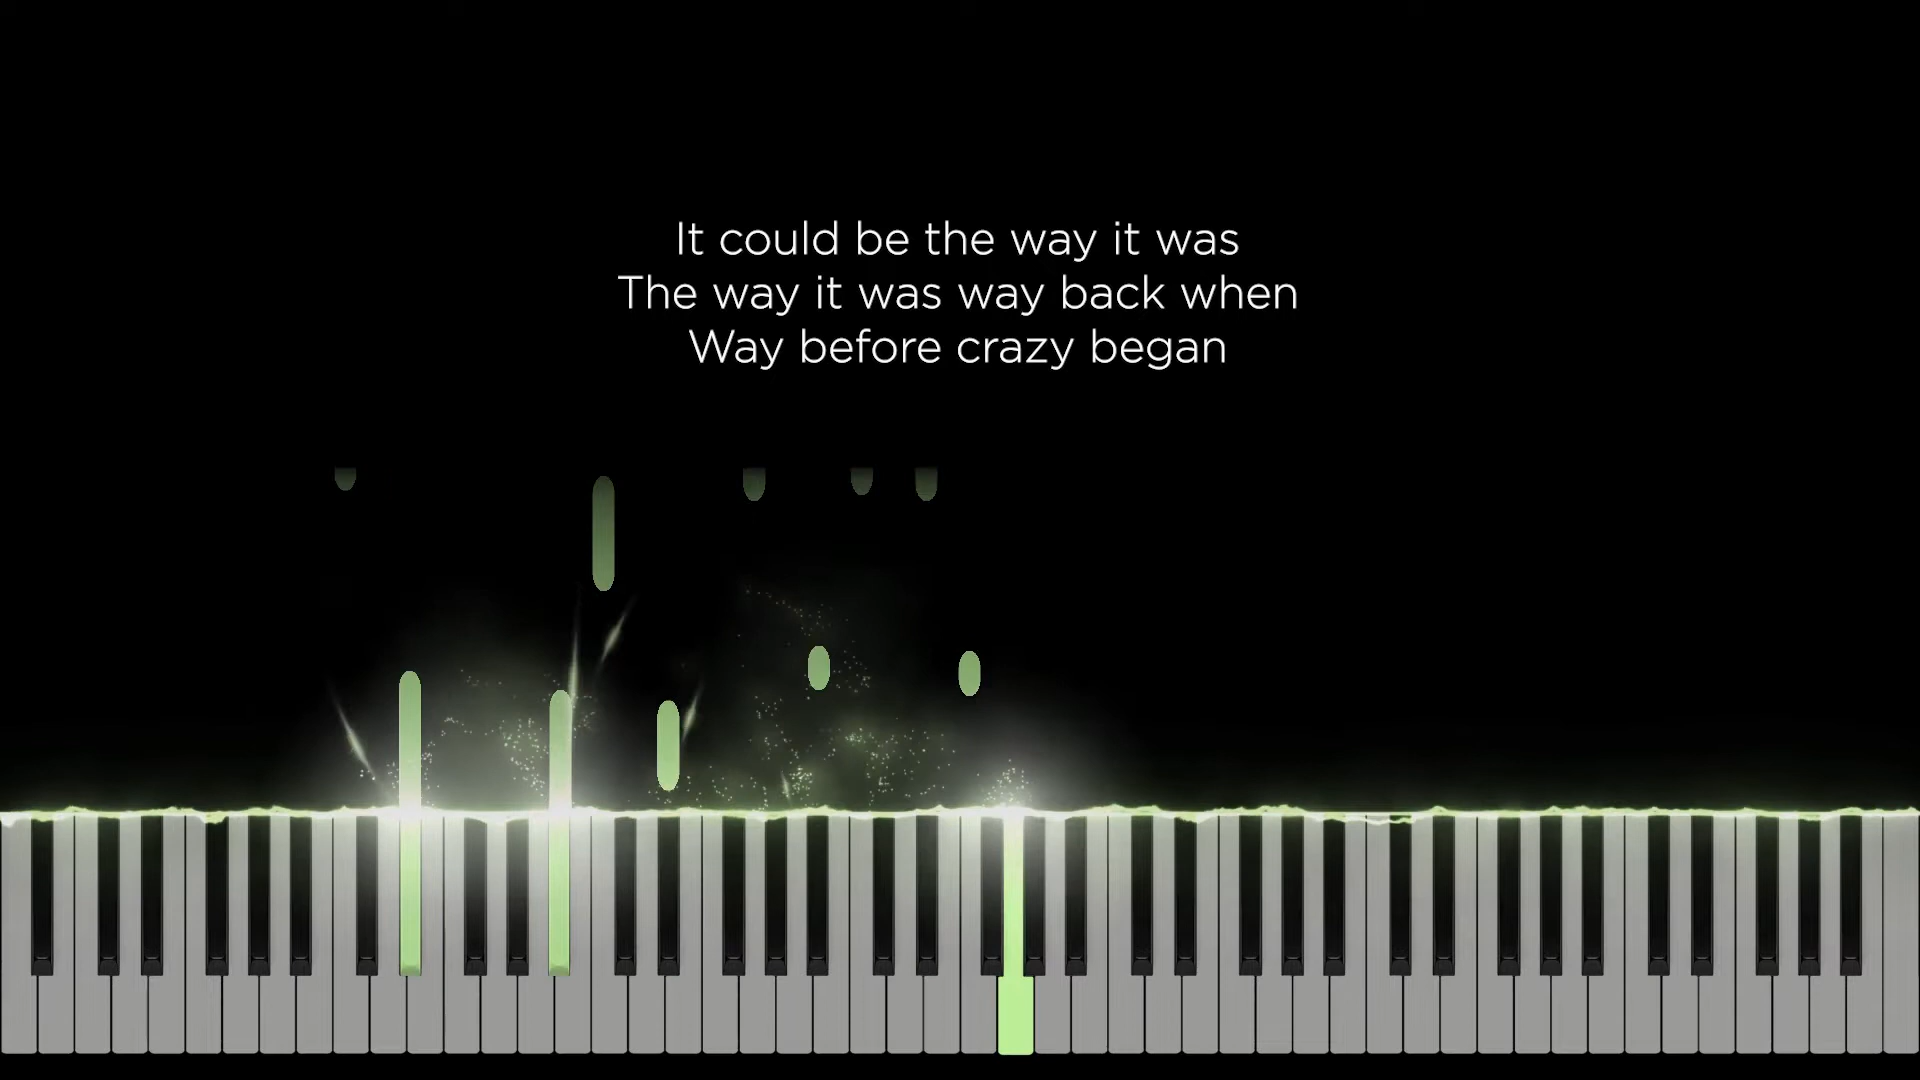 It could be the way it was
The way it was way back when
Way before crazy began